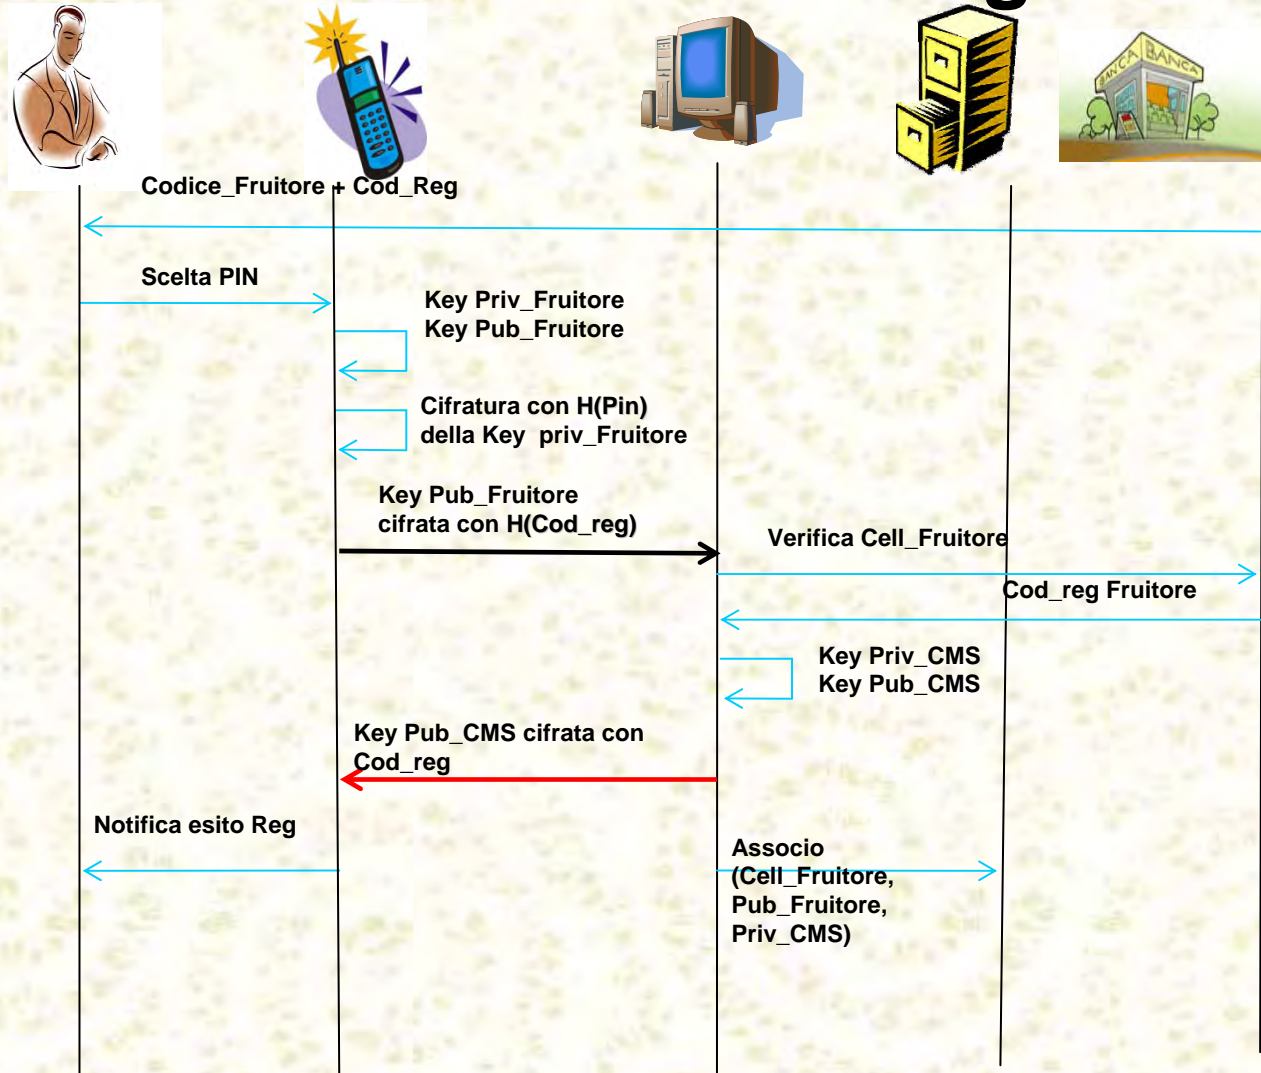 g
BANCA BANCA
Codice_Fruitore + Cod_Reg
Scelta PIN
Key Priv_Fruitore
Key Pub_Fruitore
Cifratura con H(Pin)
della Key priv_Fruitore
Key Pub_Fruitore
cifrata con H(Cod_reg)
Verifica Cell_Fruitore
Cod_reg Fruitore
Key Priv_CMS
Key Pub_CMS
Key Pub_CMS cifrata con
Cod_reg
Notifica esito Reg
Associo
(Cell_Fruitore,
Pub_Fruitore,
Priv_CMS)